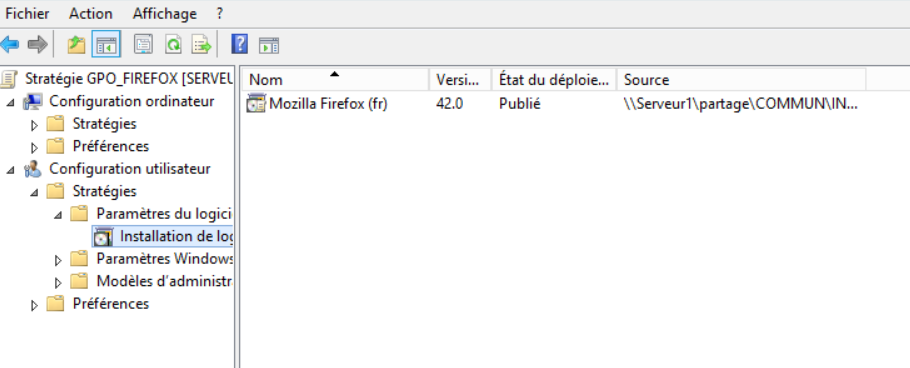 Fichier Action Affichage ?
Stratégie GPO_FIREFOX [SERVEU
Configuration ordinateur
Stratégies
Préférences
Configuration utilisateur
Stratégies
Paramètres du logici
Installation de log
Paramètres Windows
Modèles d'administr
Préférences
Nom Versi... État du déploie... Source
Mozilla Firefox (fr) 42.0 Publié \\Serveur1\partage\COMMUN\IN...